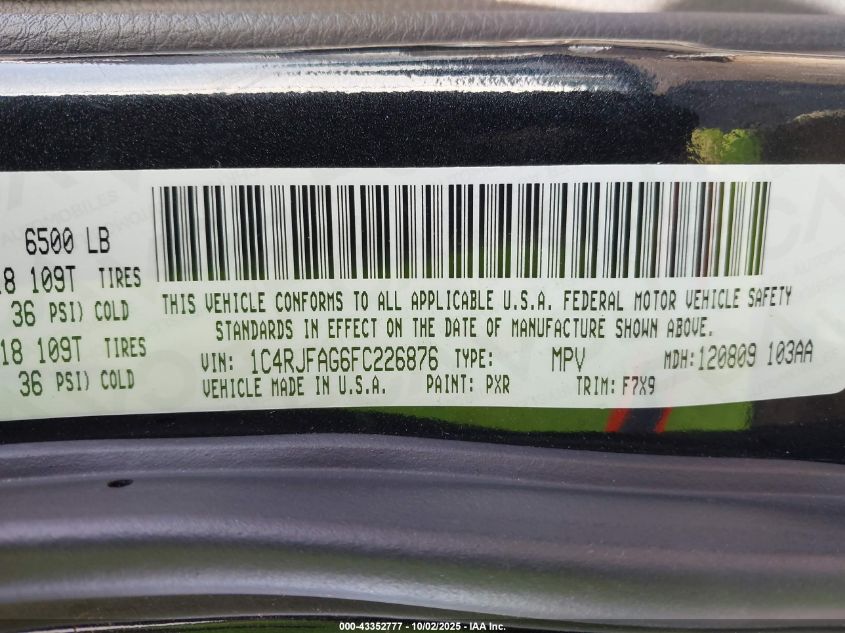 6500 LB
18 109T TIRES
36 PSI) COLD
18 109T TIRES
36 PSI) COLD
THIS VEHICLE CONFORMS TO ALL APPLICABLE U.S.A. FEDERAL MOTOR VEHICLE SAFETY
STANDARDS IN EFFECT ON THE DATE OF MANUFACTURE SHOWN ABOVE.
VIN: 1C4RJFAG6FC226876 TYPE: MPV MDH:120809 103AA
VEHICLE MADE IN U.S.A. PAINT: PXR TRIM: F7X9
000-43352777 - 10/02/2025 - IAA Inc.